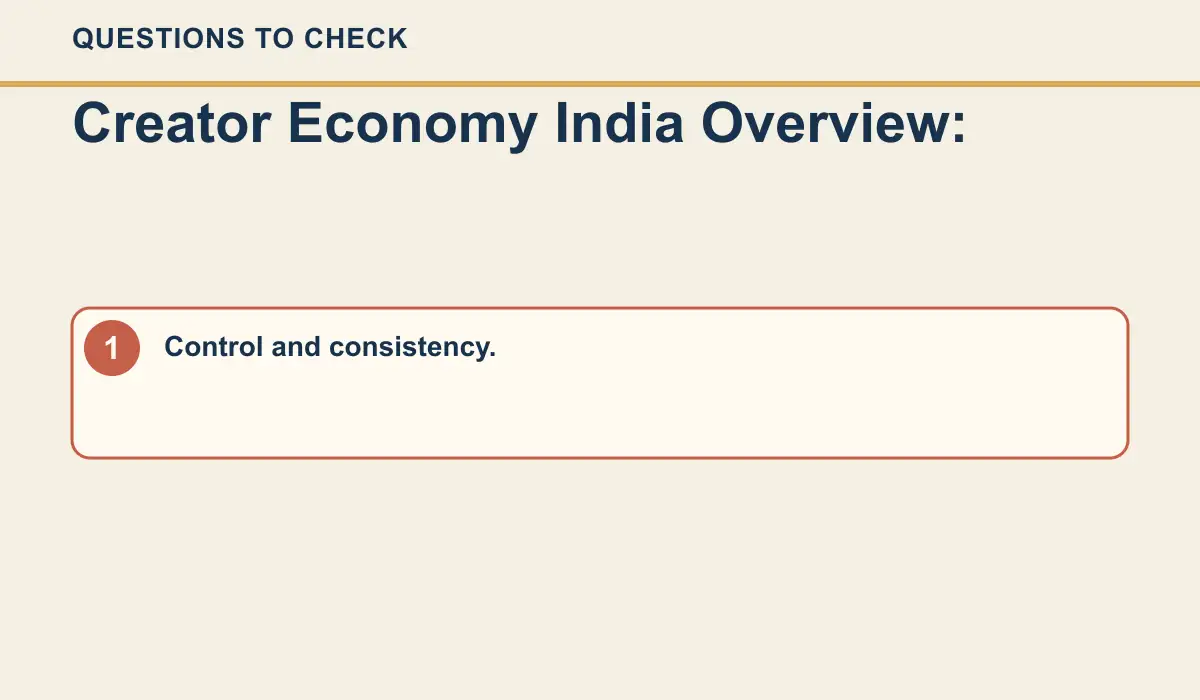 QUESTIONS TO CHECK
Creator Economy India Overview:
1 Control and consistency.